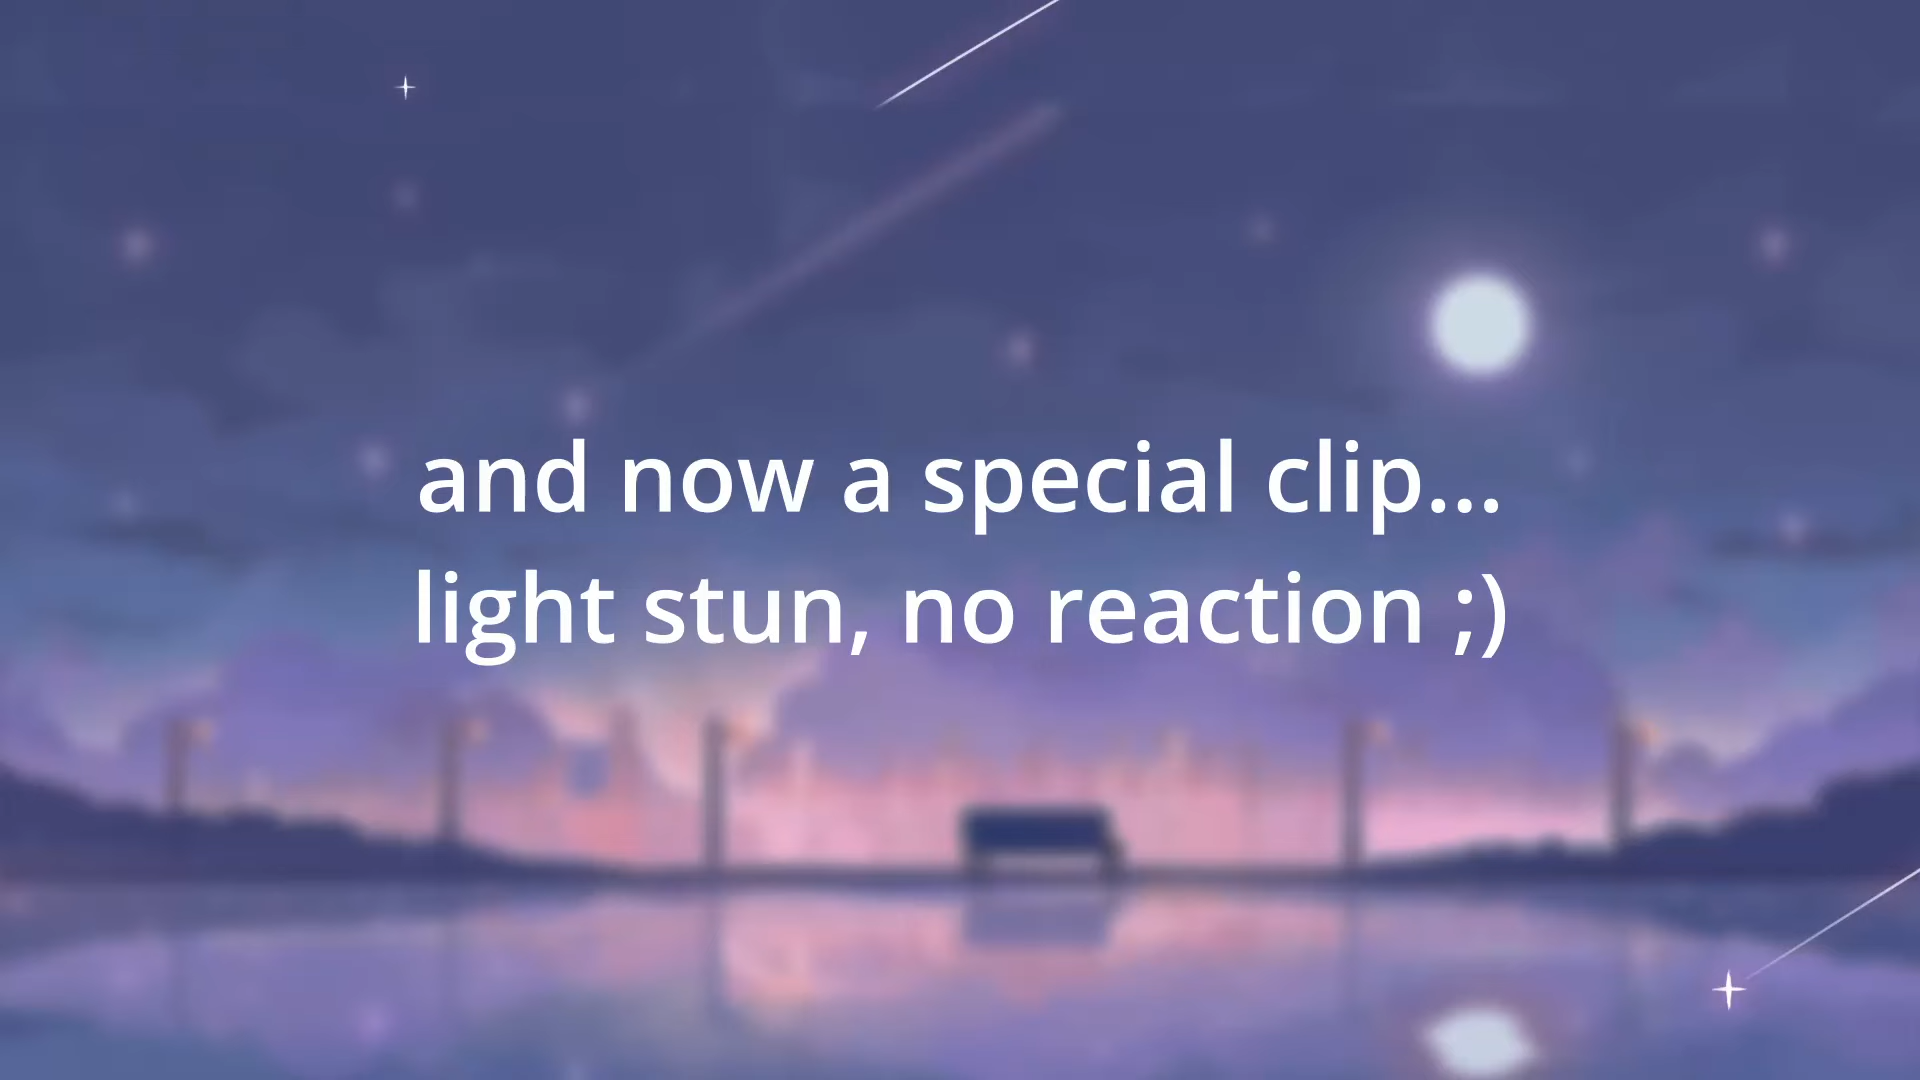 and now a special clip...
light stun, no reaction ;)